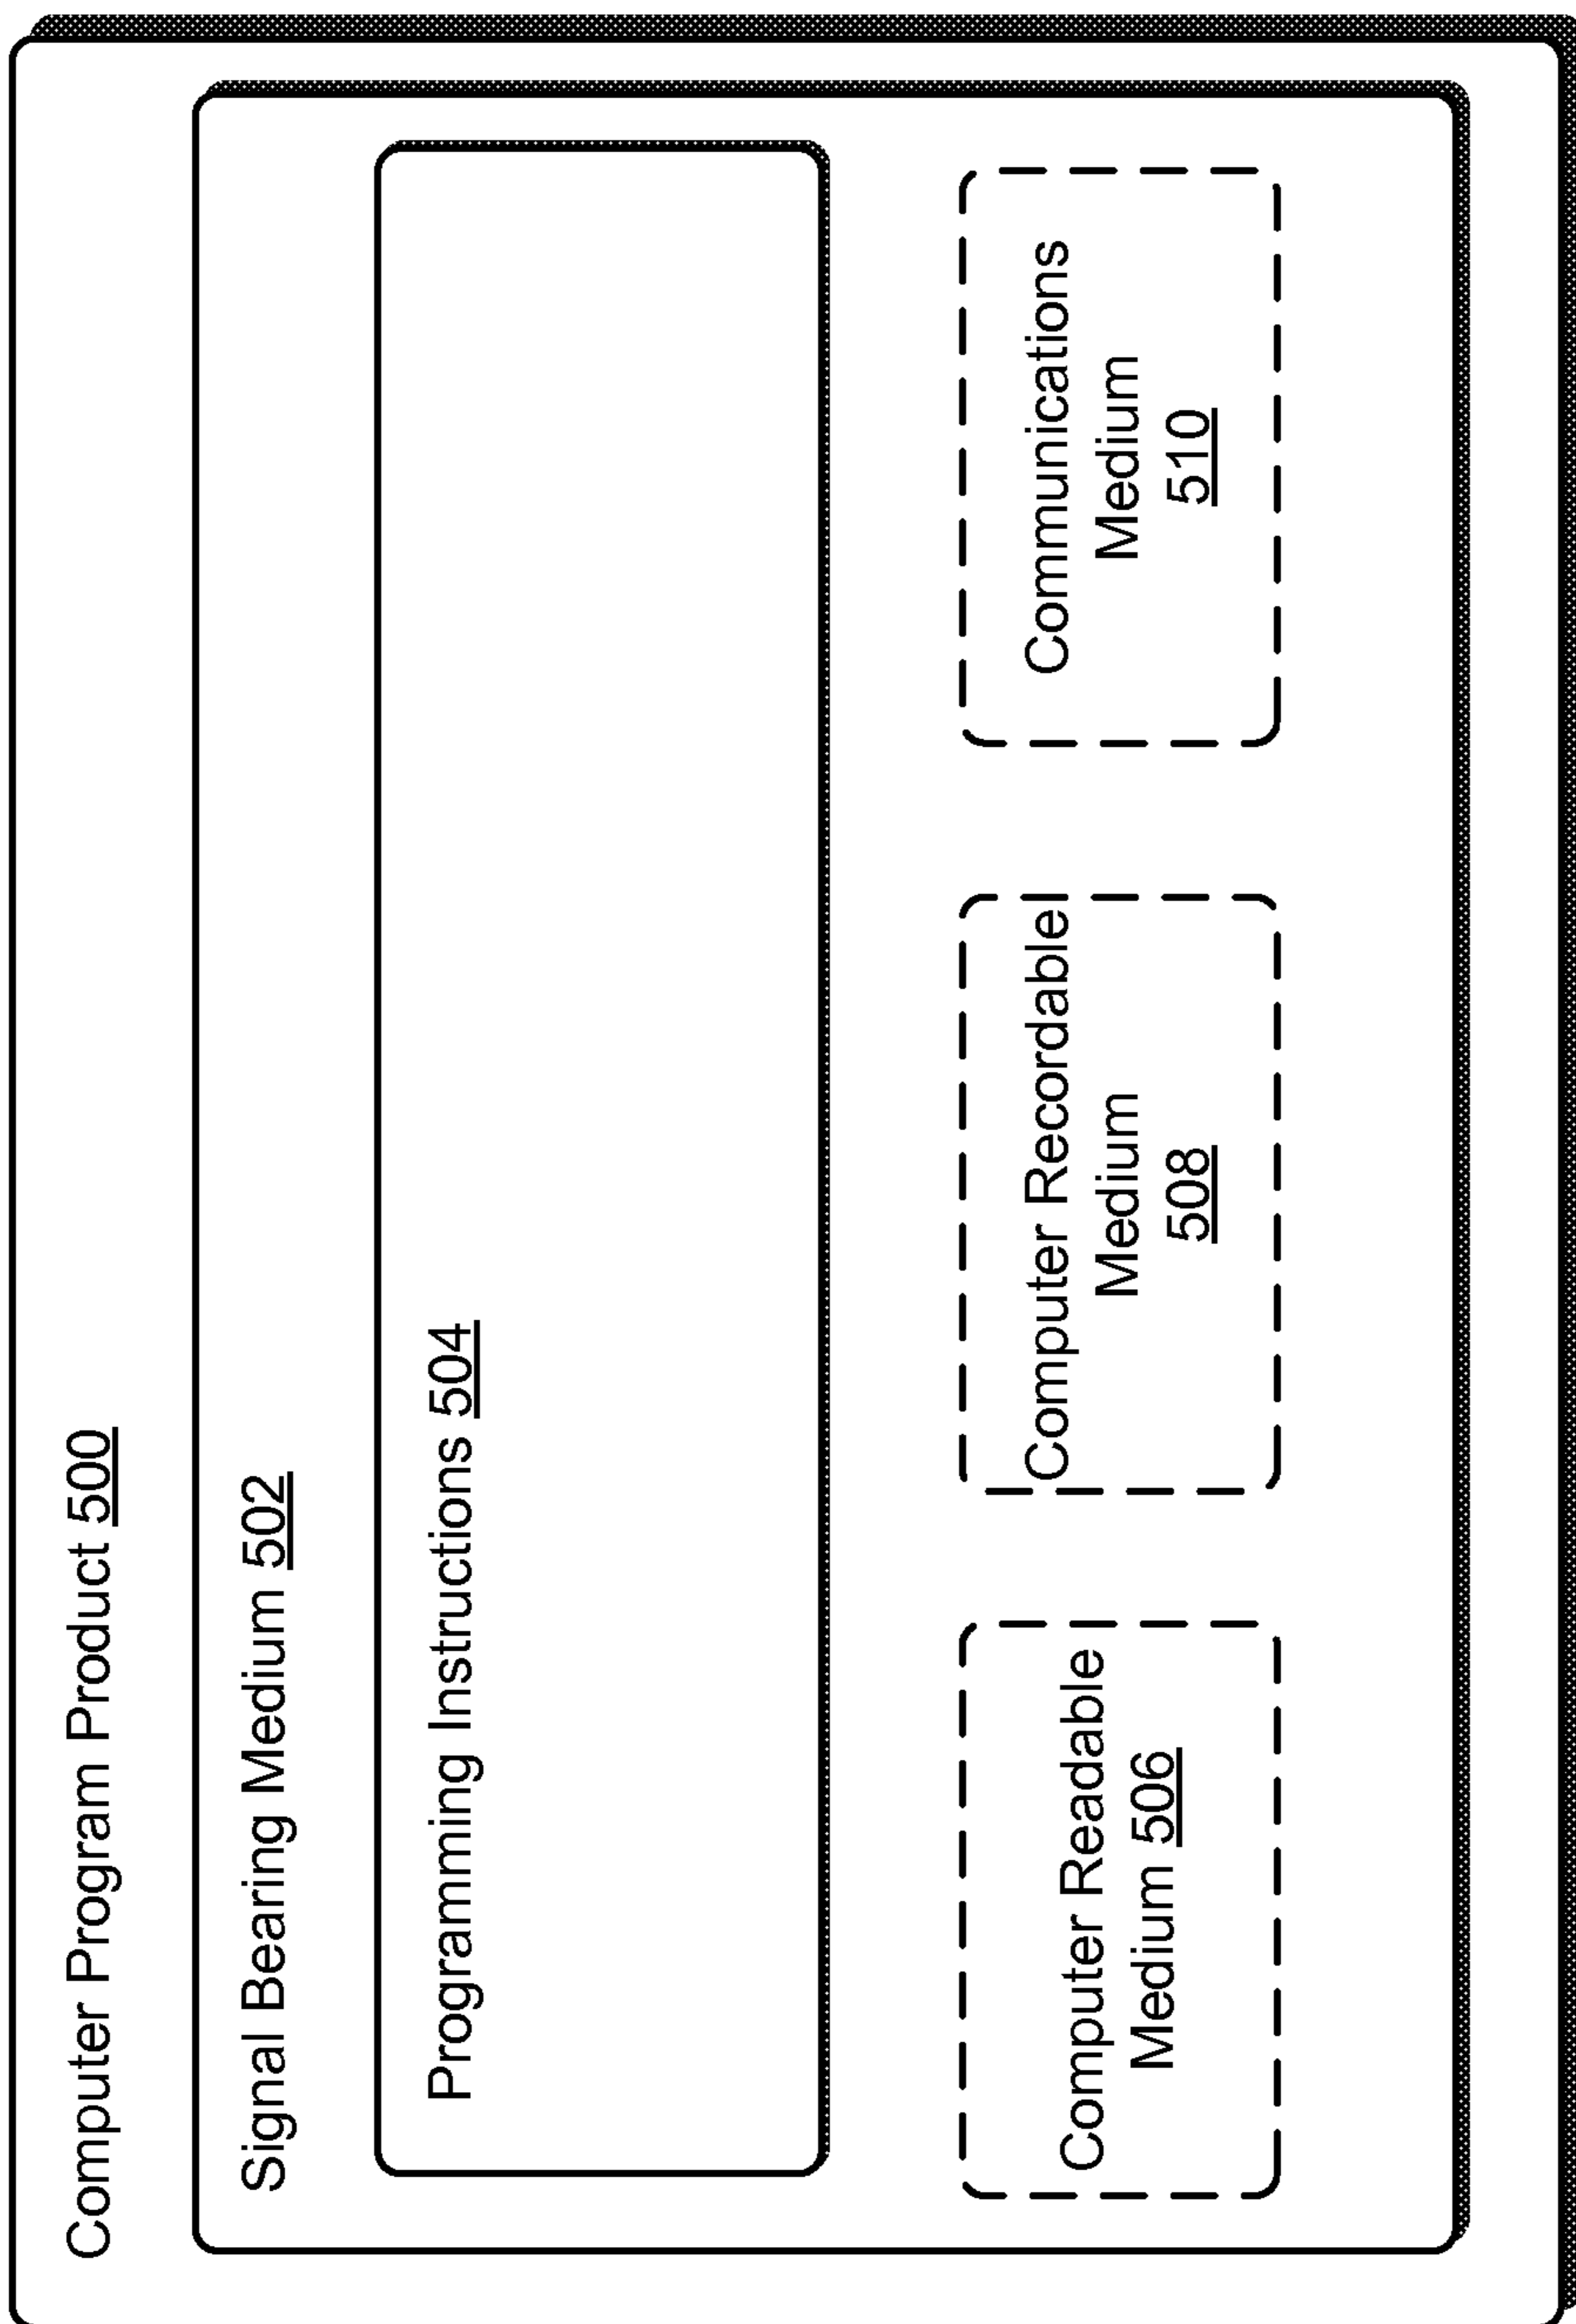 Computer Program Product 500
Signal Bearing Medium 502
Programming Instructions 504
Computer Readable
Medium 506
Computer Recordable
Medium
508
Communications
Medium
510